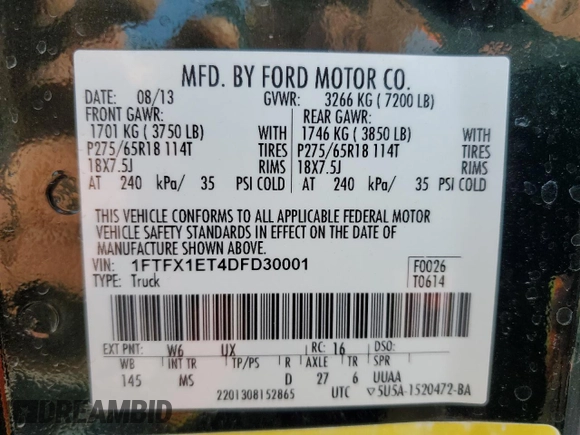 MFD. BY FORD MOTOR CO.
DATE: 08/13 GVWR: 3266 KG ( 7200 LB)
FRONT GAWR: REAR GAWR:
1701 KG ( 3750 LB) WITH 1746 KG ( 3850 LB) WITH
P275/65R18 114T TIRES P275/65R18 114T TIRES
18X7.5J RIMS 18X7.5J RIMS
AT 240 kPa/ 35 PSI COLD AT 240 kPa/ 35 PSI COLD
THIS VEHICLE CONFORMS TO ALL APPLICABLE FEDERAL MOTOR
VEHICLE SAFETY STANDARDS IN EFFECT ON THE DATE OF
MANUFACTURE SHOWN ABOVE.
VIN: 1FTFX1ET4DFD30001 F0026
TYPE: Truck T0614
EXT PNT: W6 UX RC: 16 DSO:
WB INT TR TP/PS R AXLE TR SPR
145 MS D 27 6 UUAA
2201308152865 UTC ▽5U5A-1520472-BA
DREAMBID